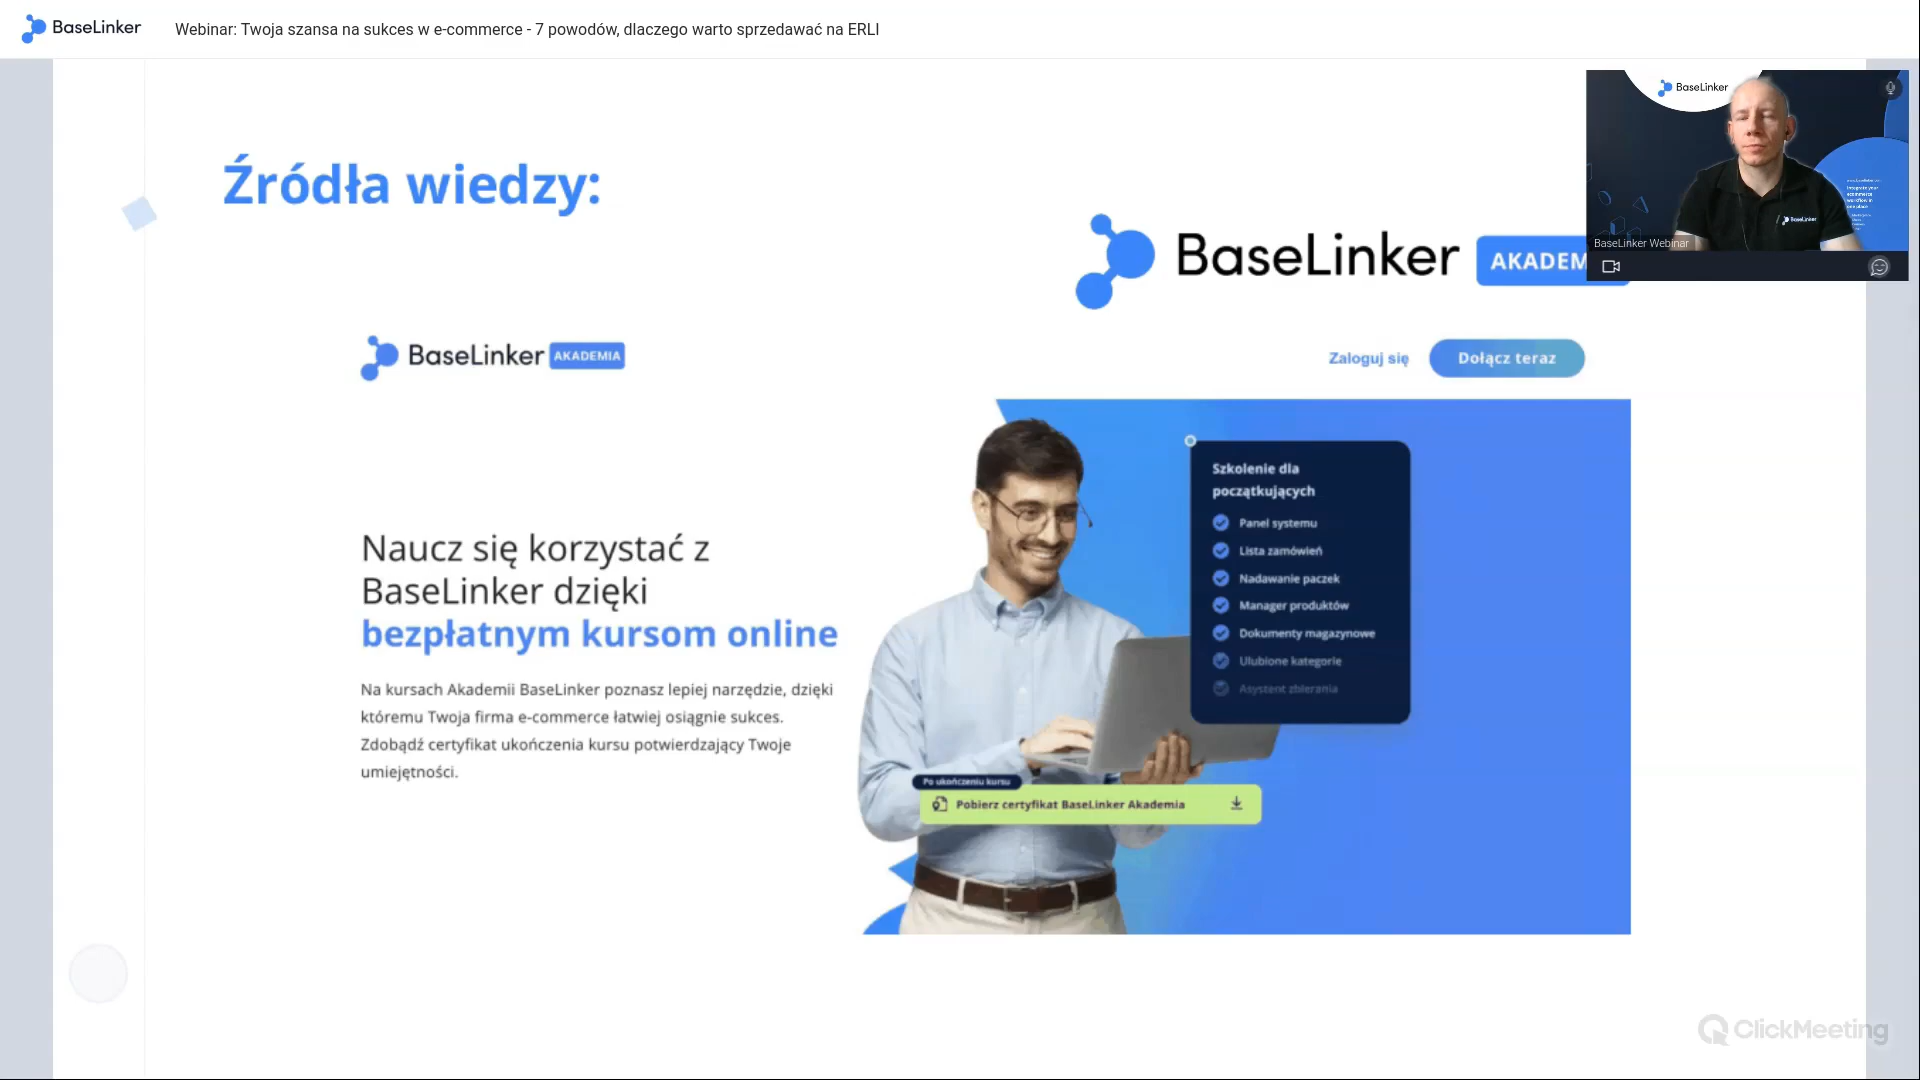 BaseLinker
Webinar: Twoja szansa na sukces w e-commerce - 7 powodów, dlaczego warto sprzedawać na ERLI
BaseLinker
BaseLinker
BaseLinker Webinar
Źródła wiedzy:
BaseLinker AKADEM
BaseLinker AKADEMIA
Zaloguj się
Dołącz teraz
Naucz się korzystać z
BaseLinker dzięki
bezpłatnym kursom online
Na kursach Akademii BaseLinker poznasz lepiej narzędzie, dzięki
któremu Twoja firma e-commerce łatwiej osiągnie sukces.
Zdobądź certyfikat ukończenia kursu potwierdzający Twoje
umiejętności.
Szkolenie dla
początkujących
Panel systemu
Lista zamówień
Nadawanie paczek
Manager produktów
Dokumenty magazynowe
Ulubione kategorie
Asystent zbierania
Po ukończeniu kursu
Pobierz certyfikat BaseLinker Akademia
ClickMeeting